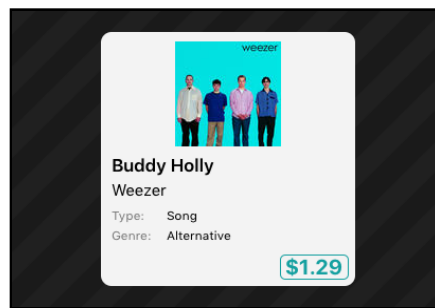 weezer
Buddy Holly
Weezer
Type: Song
Genre: Alternative
$1.29